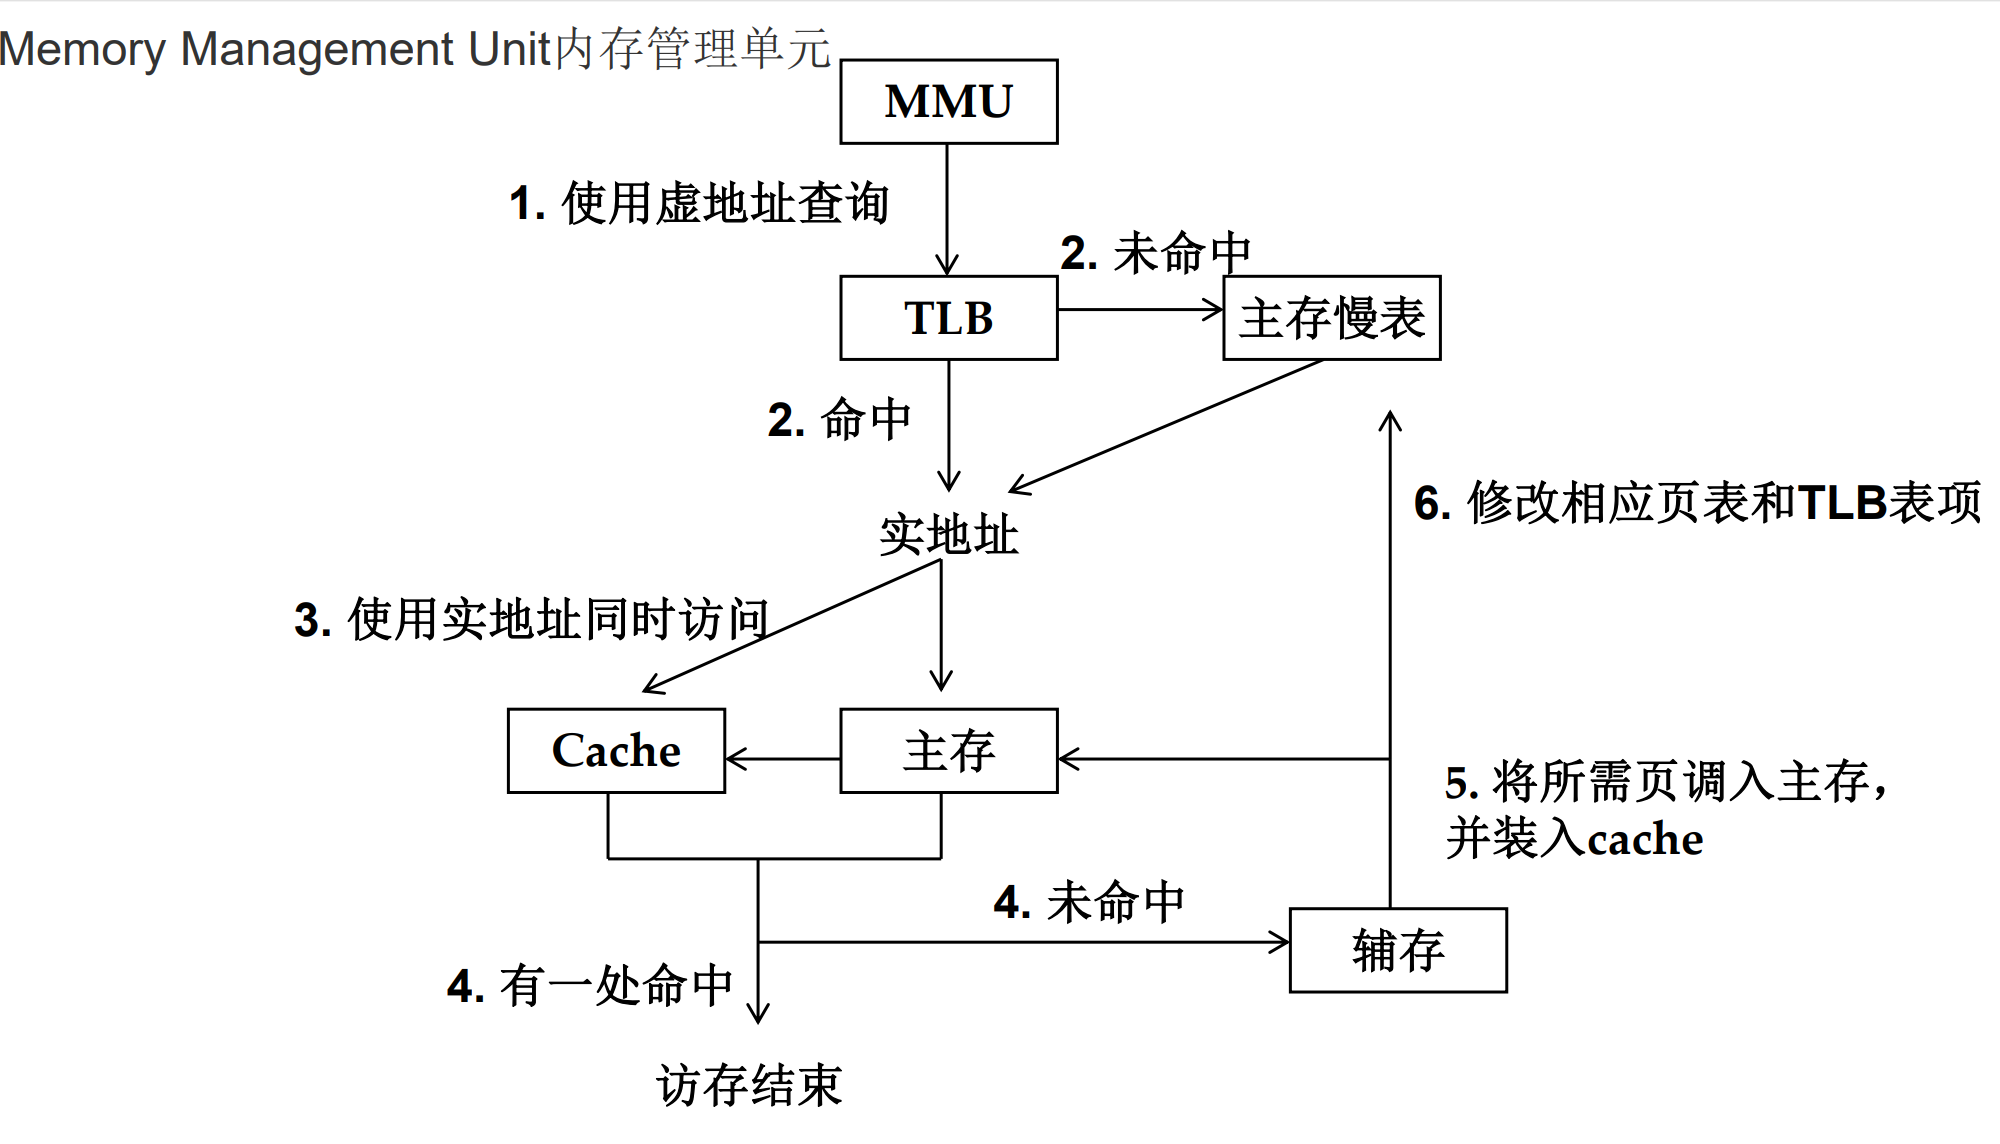 Memory Management Unit内存管理单元
MMU
1. 使用虚地址查询
2. 未命中
TLB
主存慢表
2. 命中
6. 修改相应页表和TLB表项
实地址
3. 使用实地址同时访问
Cache
主存
5. 将所需页调入主存，
并装入cache
4. 未命中
辅存
4. 有一处命中
访存结束